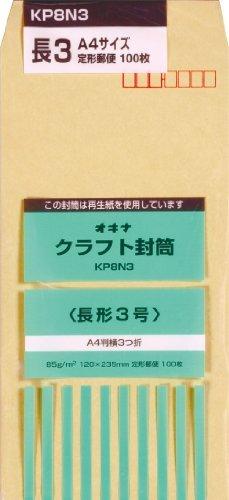 KP8N3
長3 A4サイズ
定形郵便 100枚
この封筒は再生紙を使用しています
オキナ
クラフト封筒
KP8N3
〈長形3号〉
A4判横3つ折
85g/m² 120×235mm 定形郵便 100枚